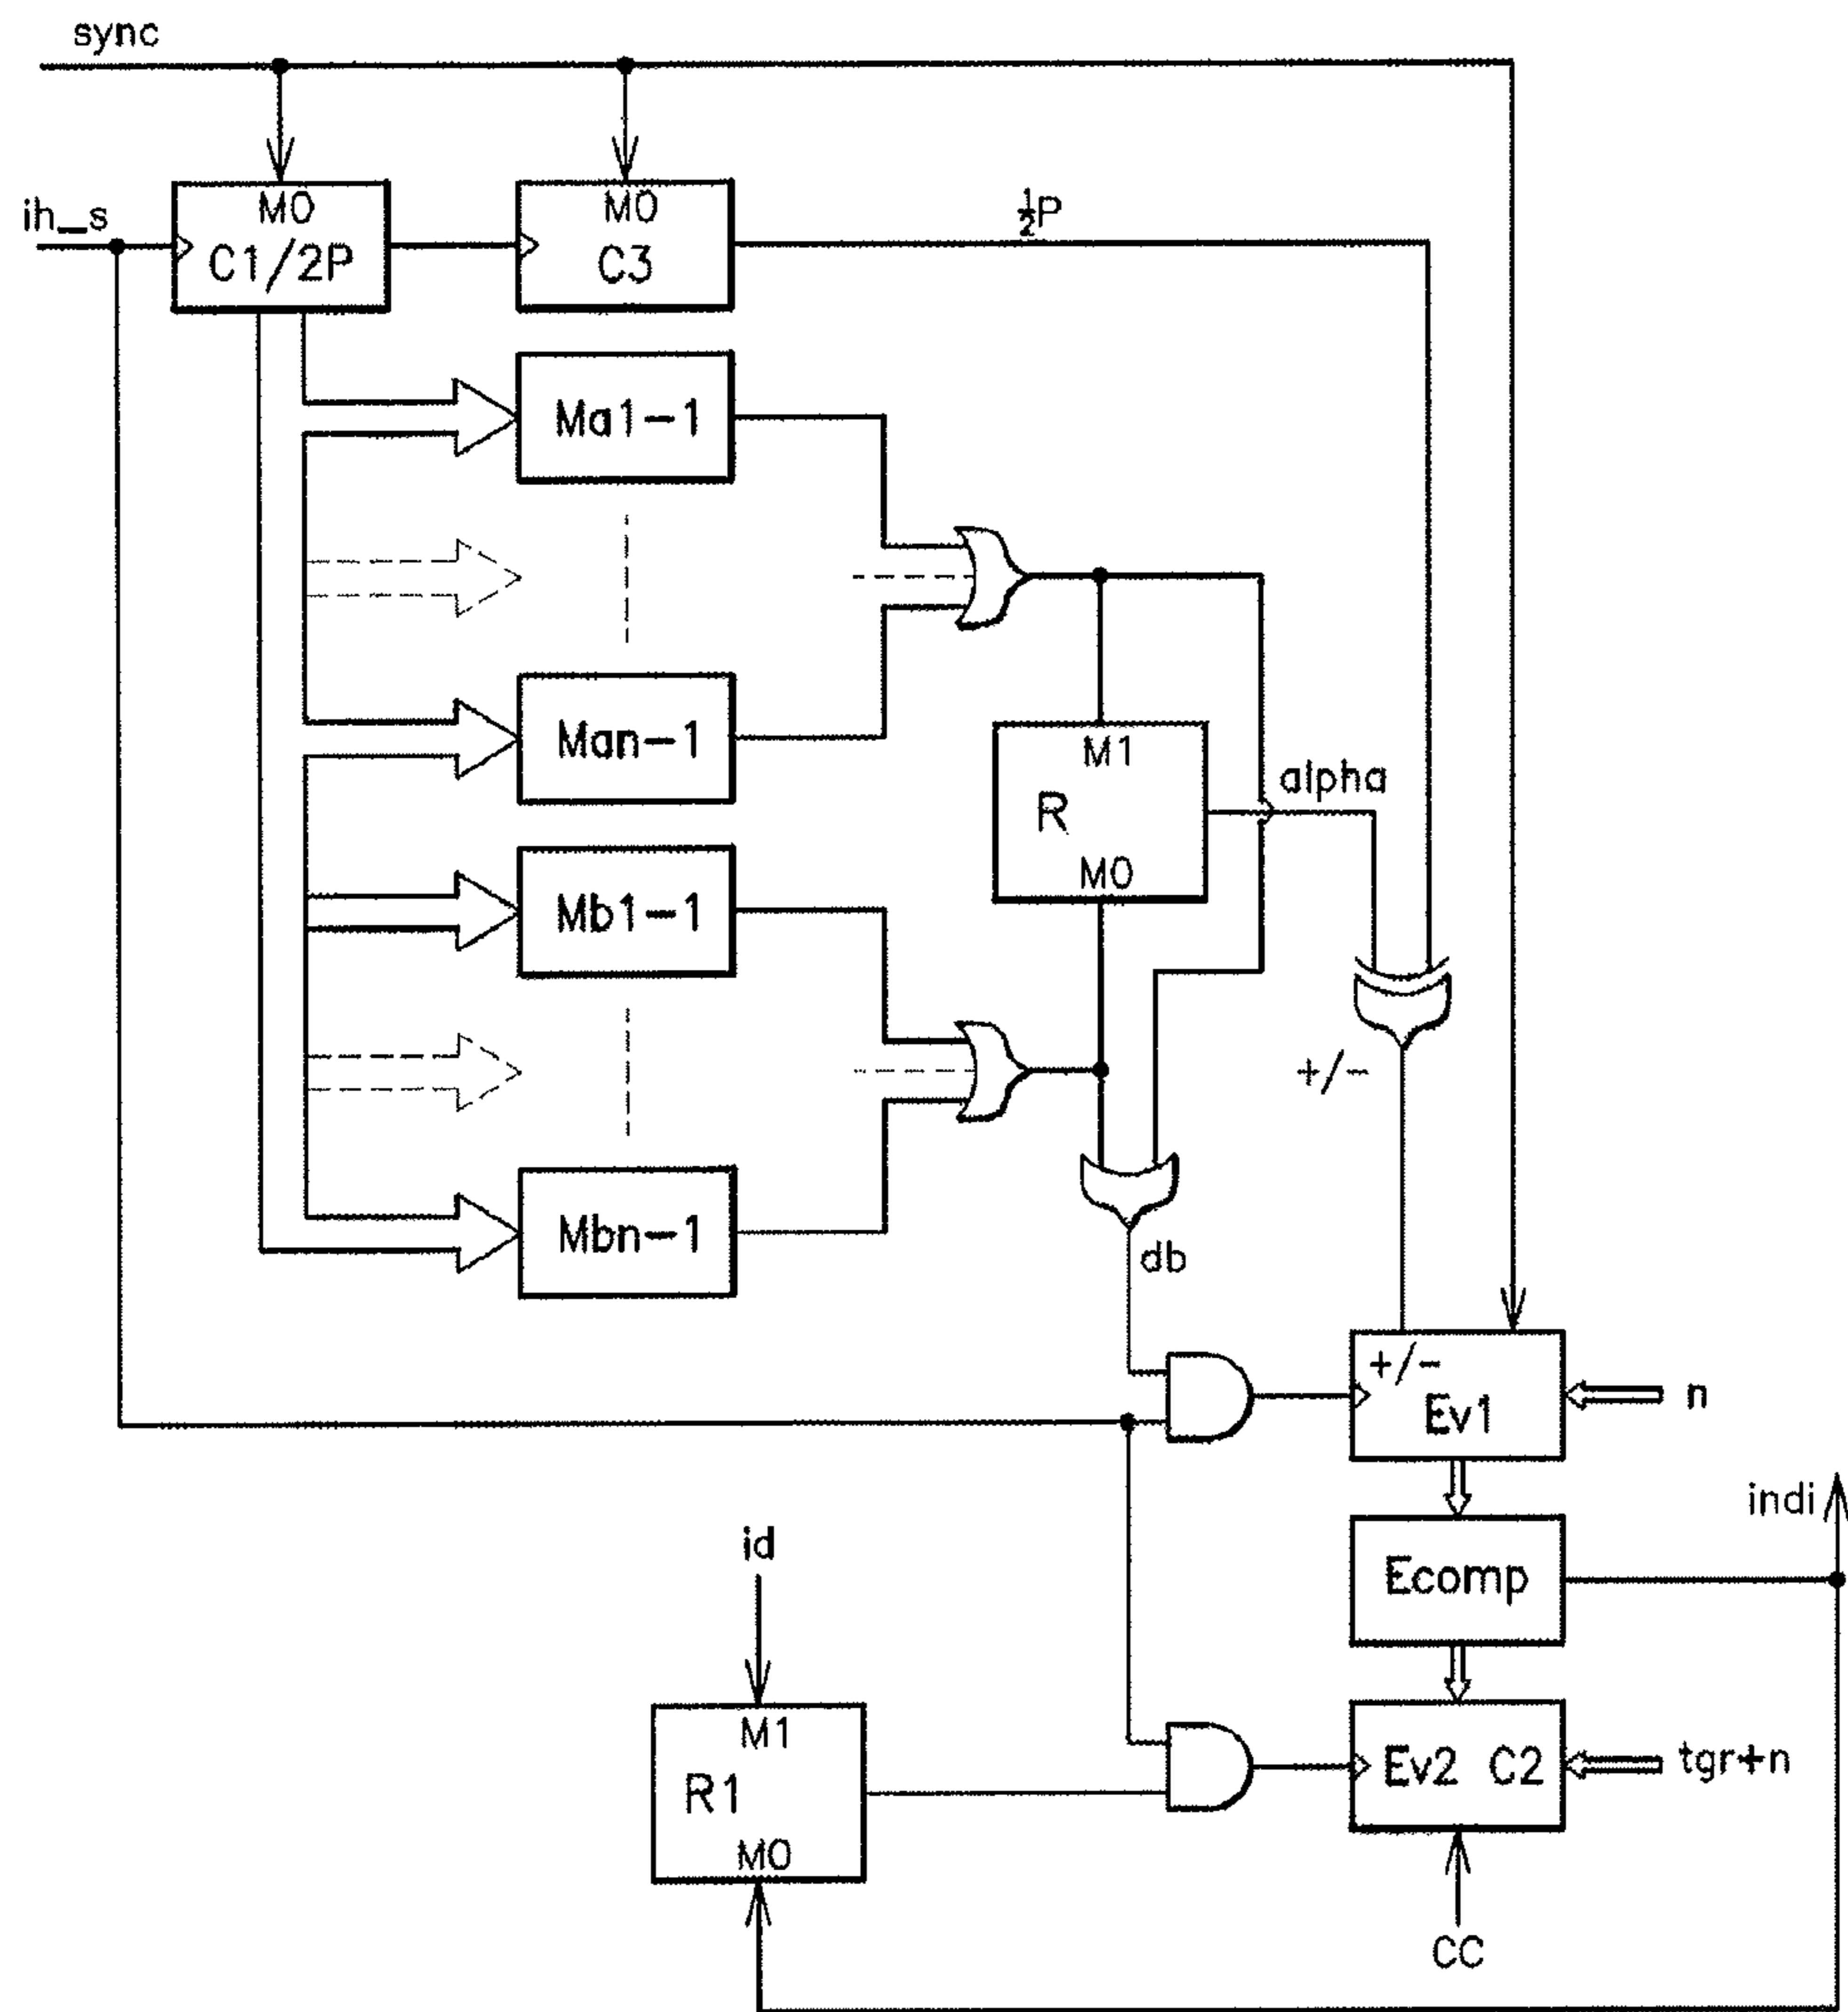 sync
ih_s
M0
C1/2P
M0
C3
½P
Ma1-1
Man-1
M1
R
M0
alpha
Mb1-1
+/-
Mbn-1
db
+/-
Ev1
n
indi
id
Ecomp
M1
R1
M0
Ev2 C2
tgr+n
CC